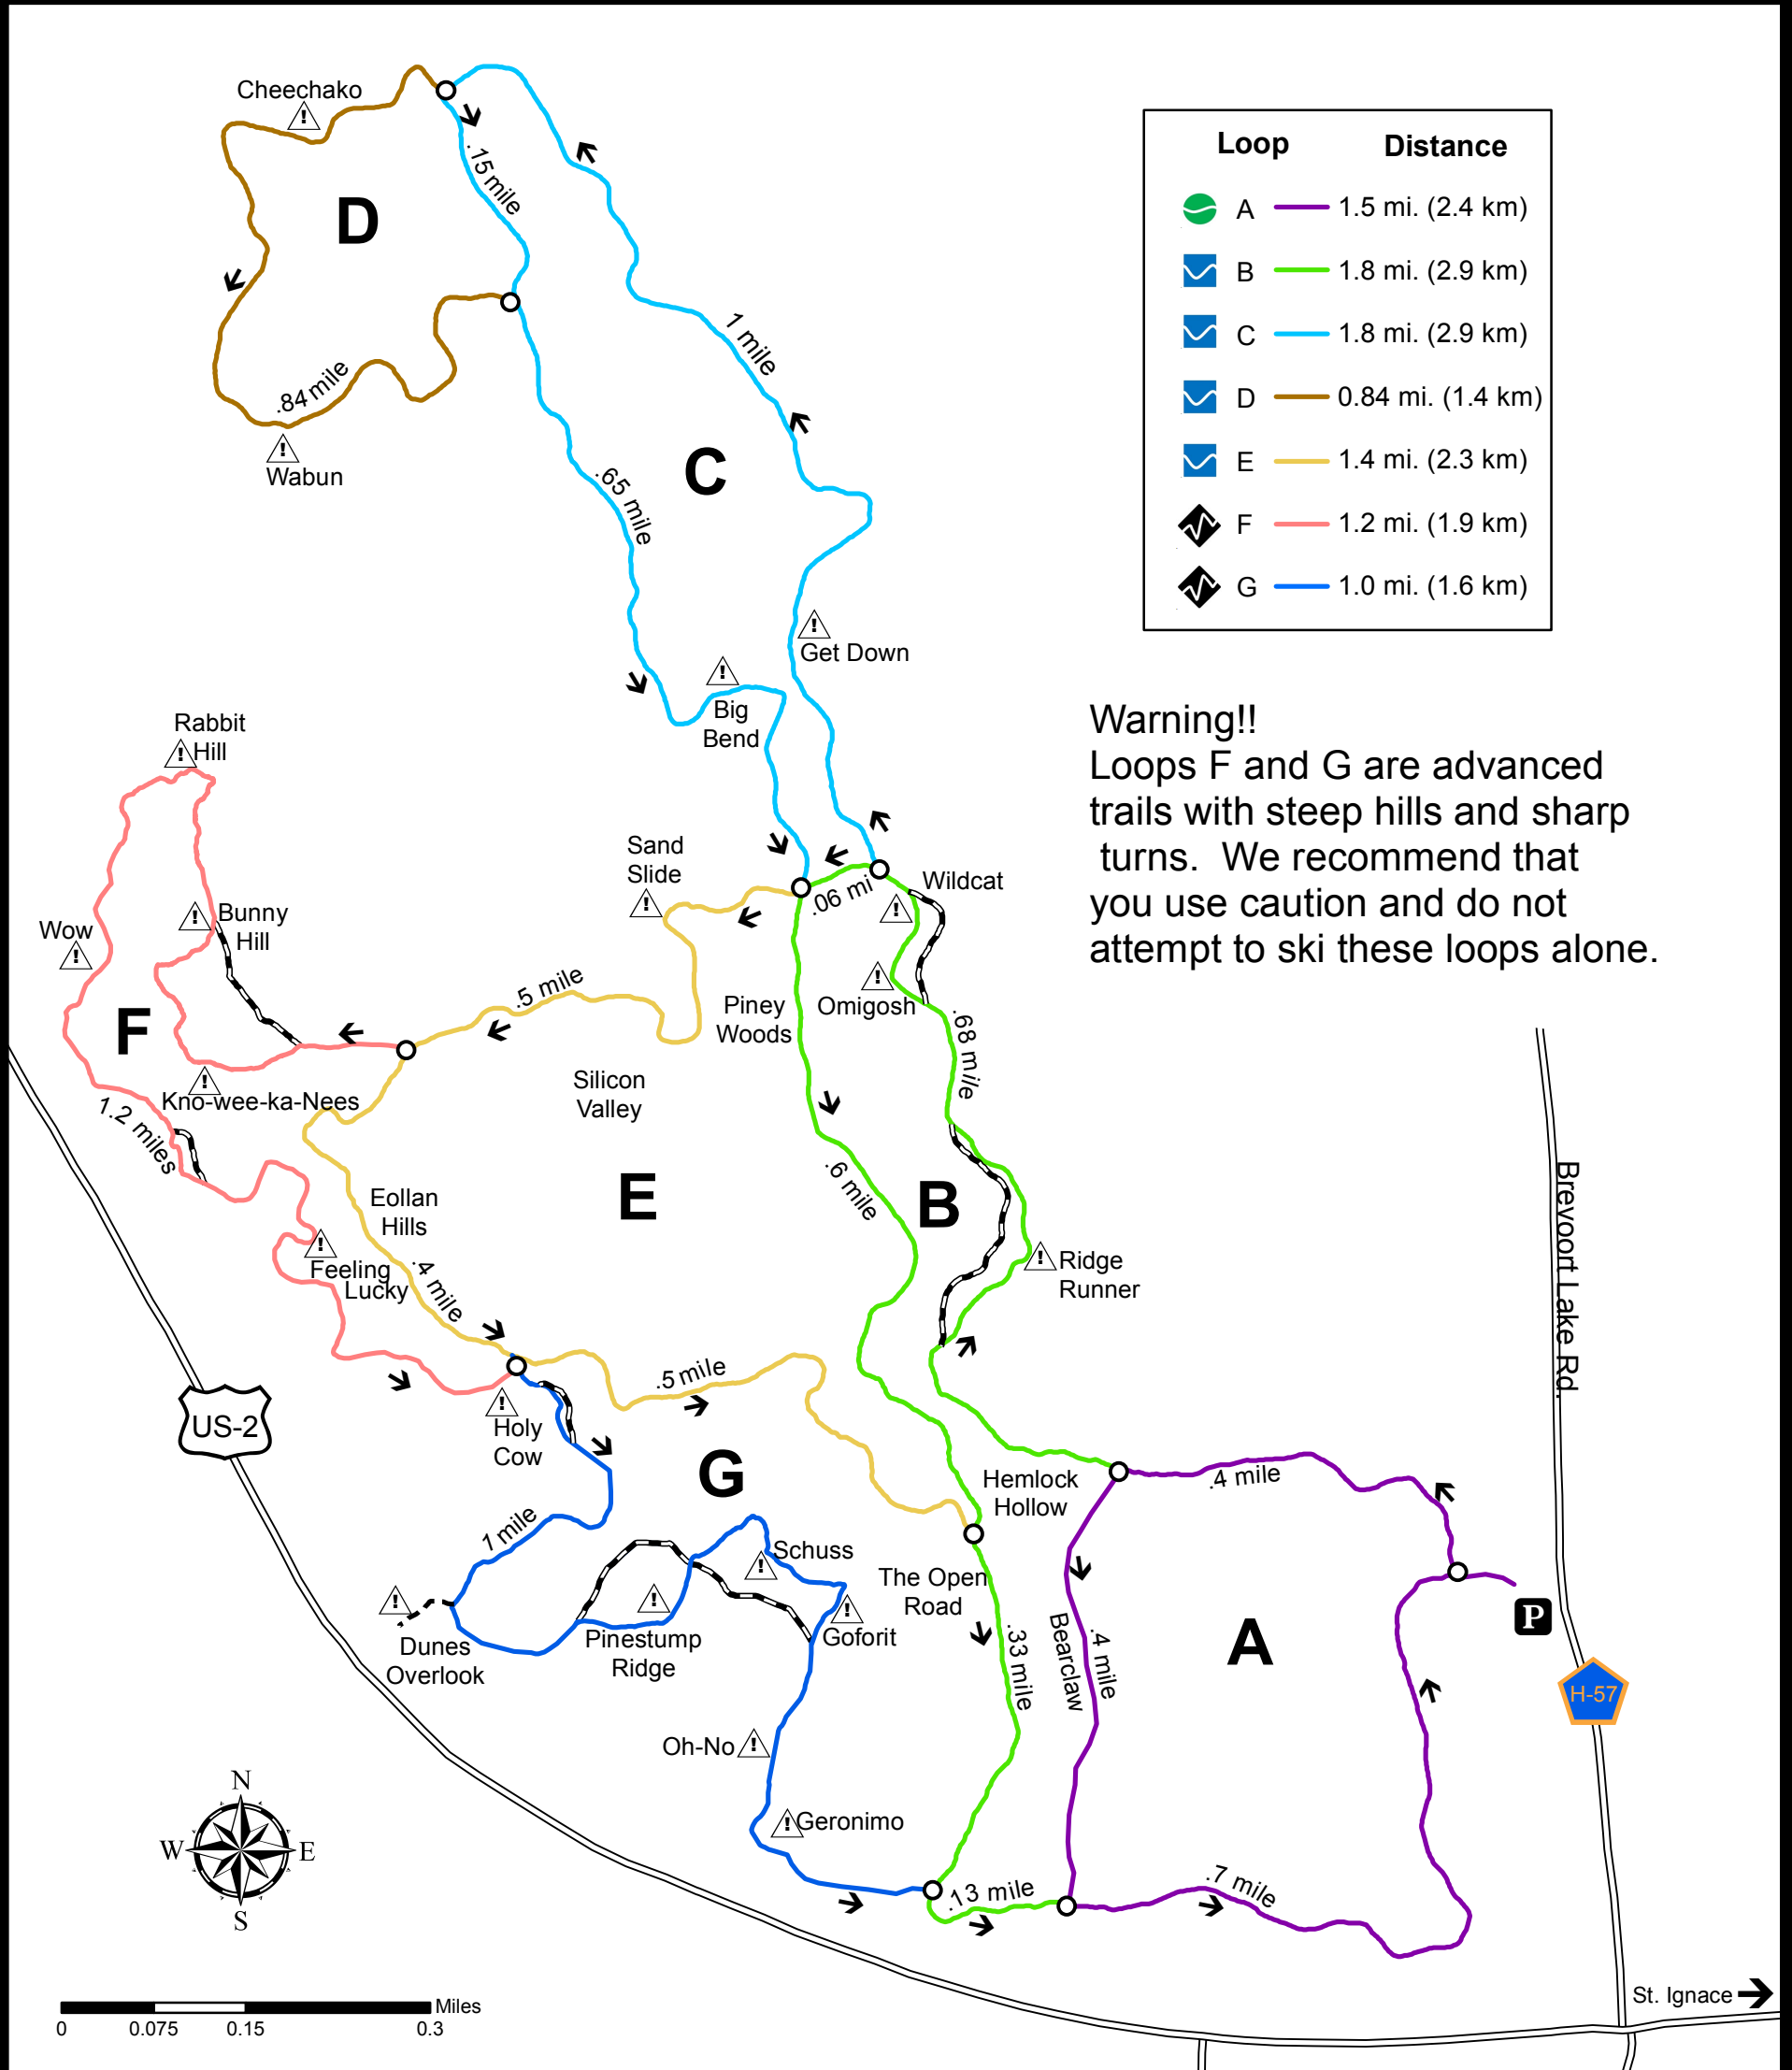 Cheechako
.15 mile
D
.84 mile
Wabun
1 mile
C
.65 mile
Get Down
Big
Bend
Loop Distance
A 1.5 mi. (2.4 km)
B 1.8 mi. (2.9 km)
C 1.8 mi. (2.9 km)
D 0.84 mi. (1.4 km)
E 1.4 mi. (2.3 km)
F 1.2 mi. (1.9 km)
G 1.0 mi. (1.6 km)
Warning!!
Loops F and G are advanced
trails with steep hills and sharp
turns. We recommend that
you use caution and do not
attempt to ski these loops alone.
Rabbit
Hill
Sand
Slide
.06 mi
Wildcat
Bunny
Hill
Wow
F
.5 mile
Piney
Woods
Omigosh
.68 mile
Silicon
Valley
Kno-wee-ka-Nees
1.2 miles
E
.6 mile
B
Eollan
Hills
Feeling
Lucky
.4 mile
Ridge
Runner
Brevoort Lake Rd.
US-2
.5 mile
Holy
Cow
G
Hemlock
Hollow
.4 mile
1 mile
Schuss
The Open
Road
Goforit
Dunes
Overlook
Pinestump
Ridge
.33 mile
Bearclaw
.4 mile
A
P
H-57
Oh-No
Geronimo
.13 mile
.7 mile
N
W E
S
St. Ignace
Miles
0 0.075 0.15 0.3